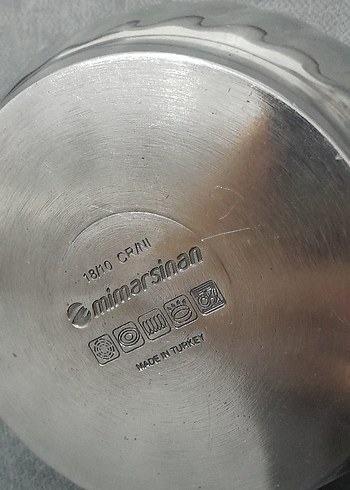 18/10 CR/NI
mimarsinan
MADE IN TURKEY